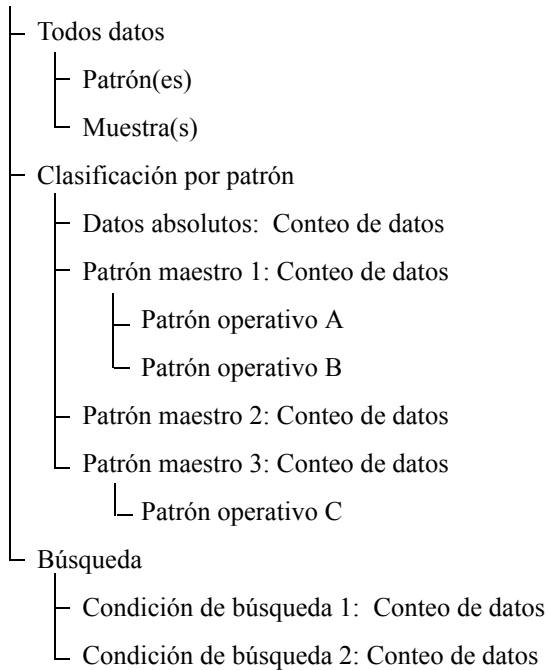 Todos datos
Patrón(es)
Muestra(s)
Clasificación por patrón
Datos absolutos: Conteo de datos
Patrón maestro 1: Conteo de datos
Patrón operativo A
Patrón operativo B
Patrón maestro 2: Conteo de datos
Patrón maestro 3: Conteo de datos
Patrón operativo C
Búsqueda
Condición de búsqueda 1: Conteo de datos
Condición de búsqueda 2: Conteo de datos